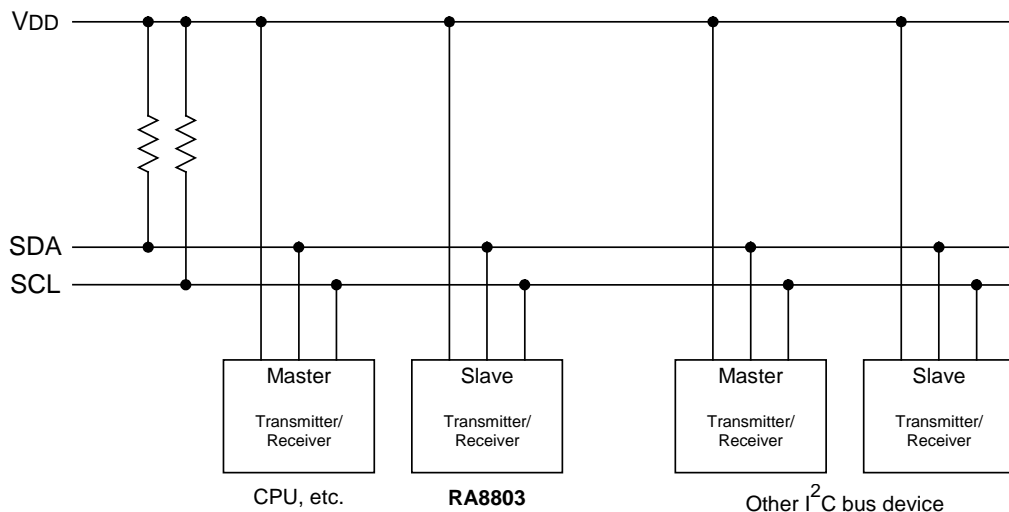 VDD
SDA
SCL
Master
Transmitter/
Receiver
Slave
Transmitter/
Receiver
Master
Transmitter/
Receiver
Slave
Transmitter/
Receiver
CPU, etc.
RA8803
Other I²C bus device